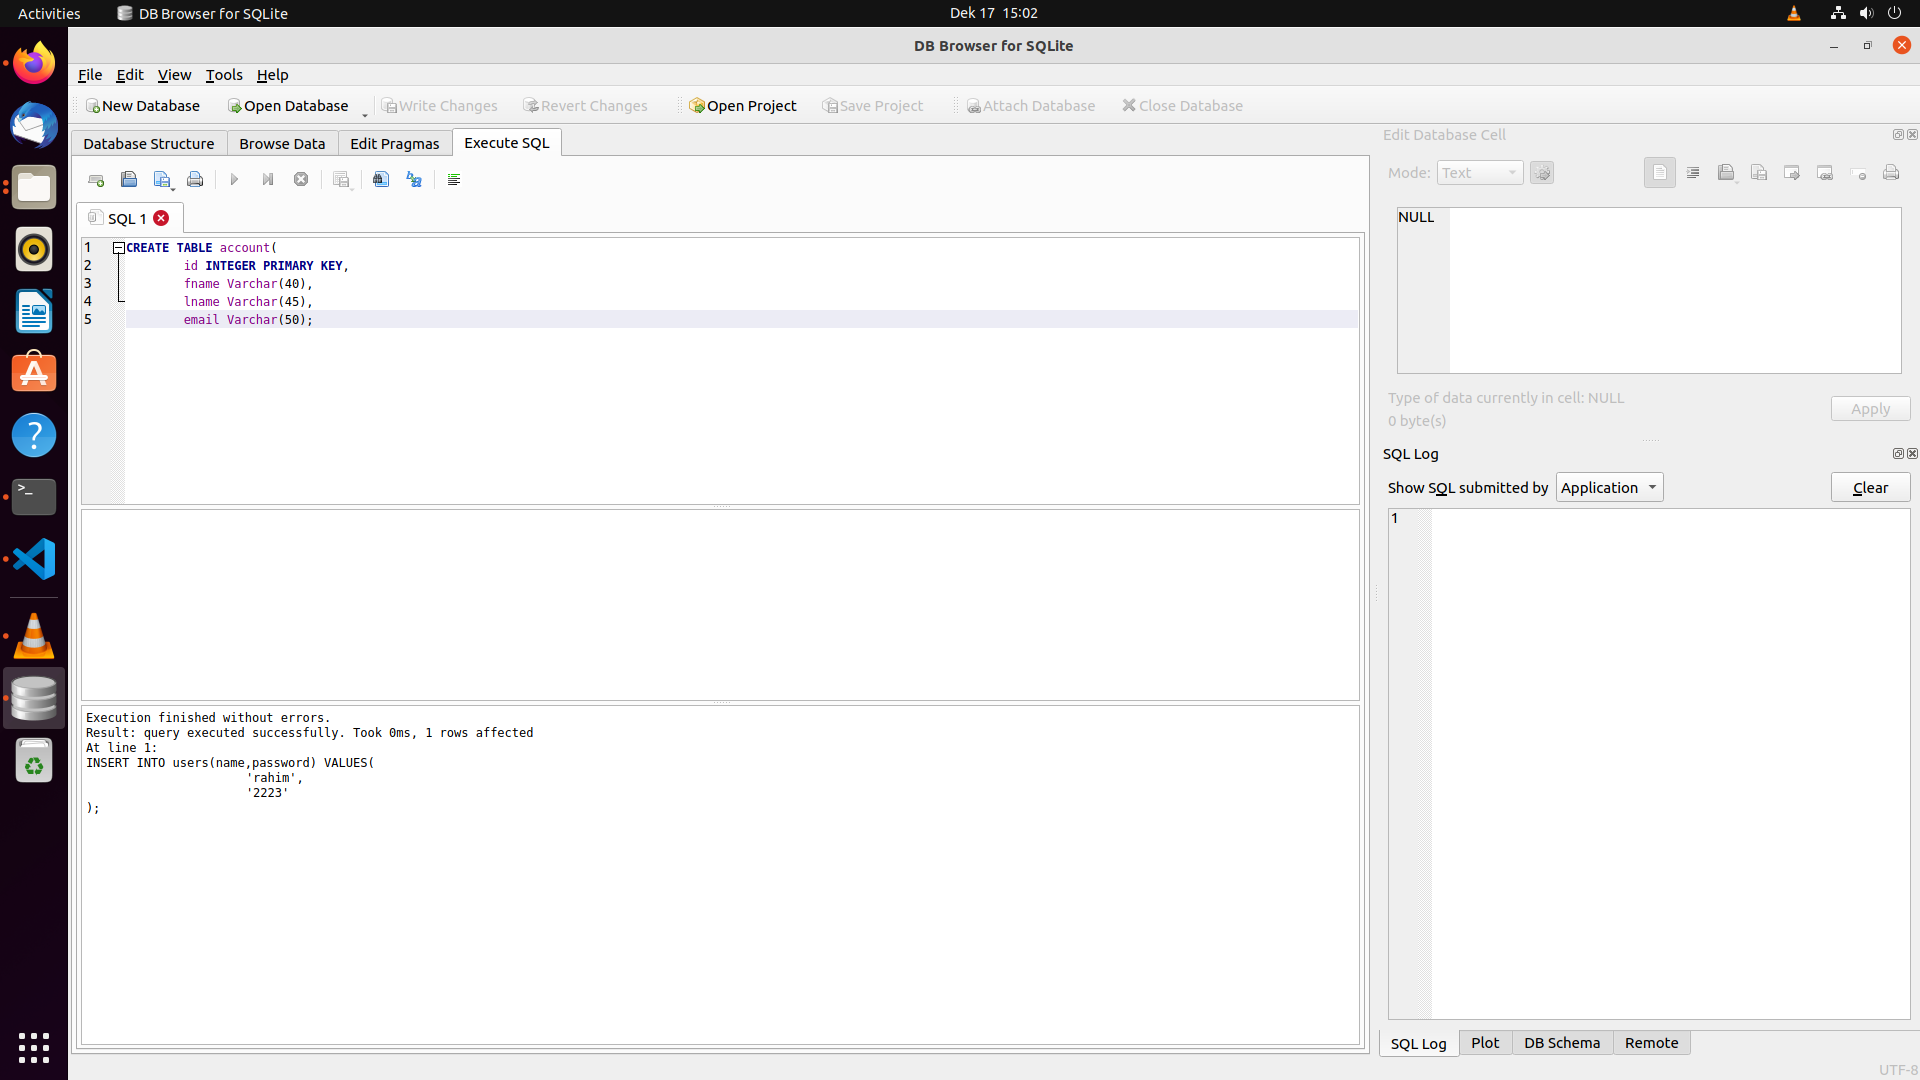 Activities
DB Browser for SQLite
Dek 17 15:02
DB Browser for SQLite
File Edit View Tools Help
New Database Open Database Write Changes Revert Changes Open Project Save Project Attach Database Close Database
Database Structure Browse Data Edit Pragmas Execute SQL
SQL 1
1 CREATE TABLE account(
2 id INTEGER PRIMARY KEY,
3 fname Varchar(40),
4 lname Varchar(45),
5 email Varchar(50);
Execution finished without errors.
Result: query executed successfully. Took 0ms, 1 rows affected
At line 1:
INSERT INTO users(name,password) VALUES(
'rahim',
'2223'
);
Edit Database Cell
Mode: Text
NULL
Type of data currently in cell: NULL
0 byte(s)
Apply
SQL Log
Show SQL submitted by Application Clear
1
SQL Log Plot DB Schema Remote
UTF-8